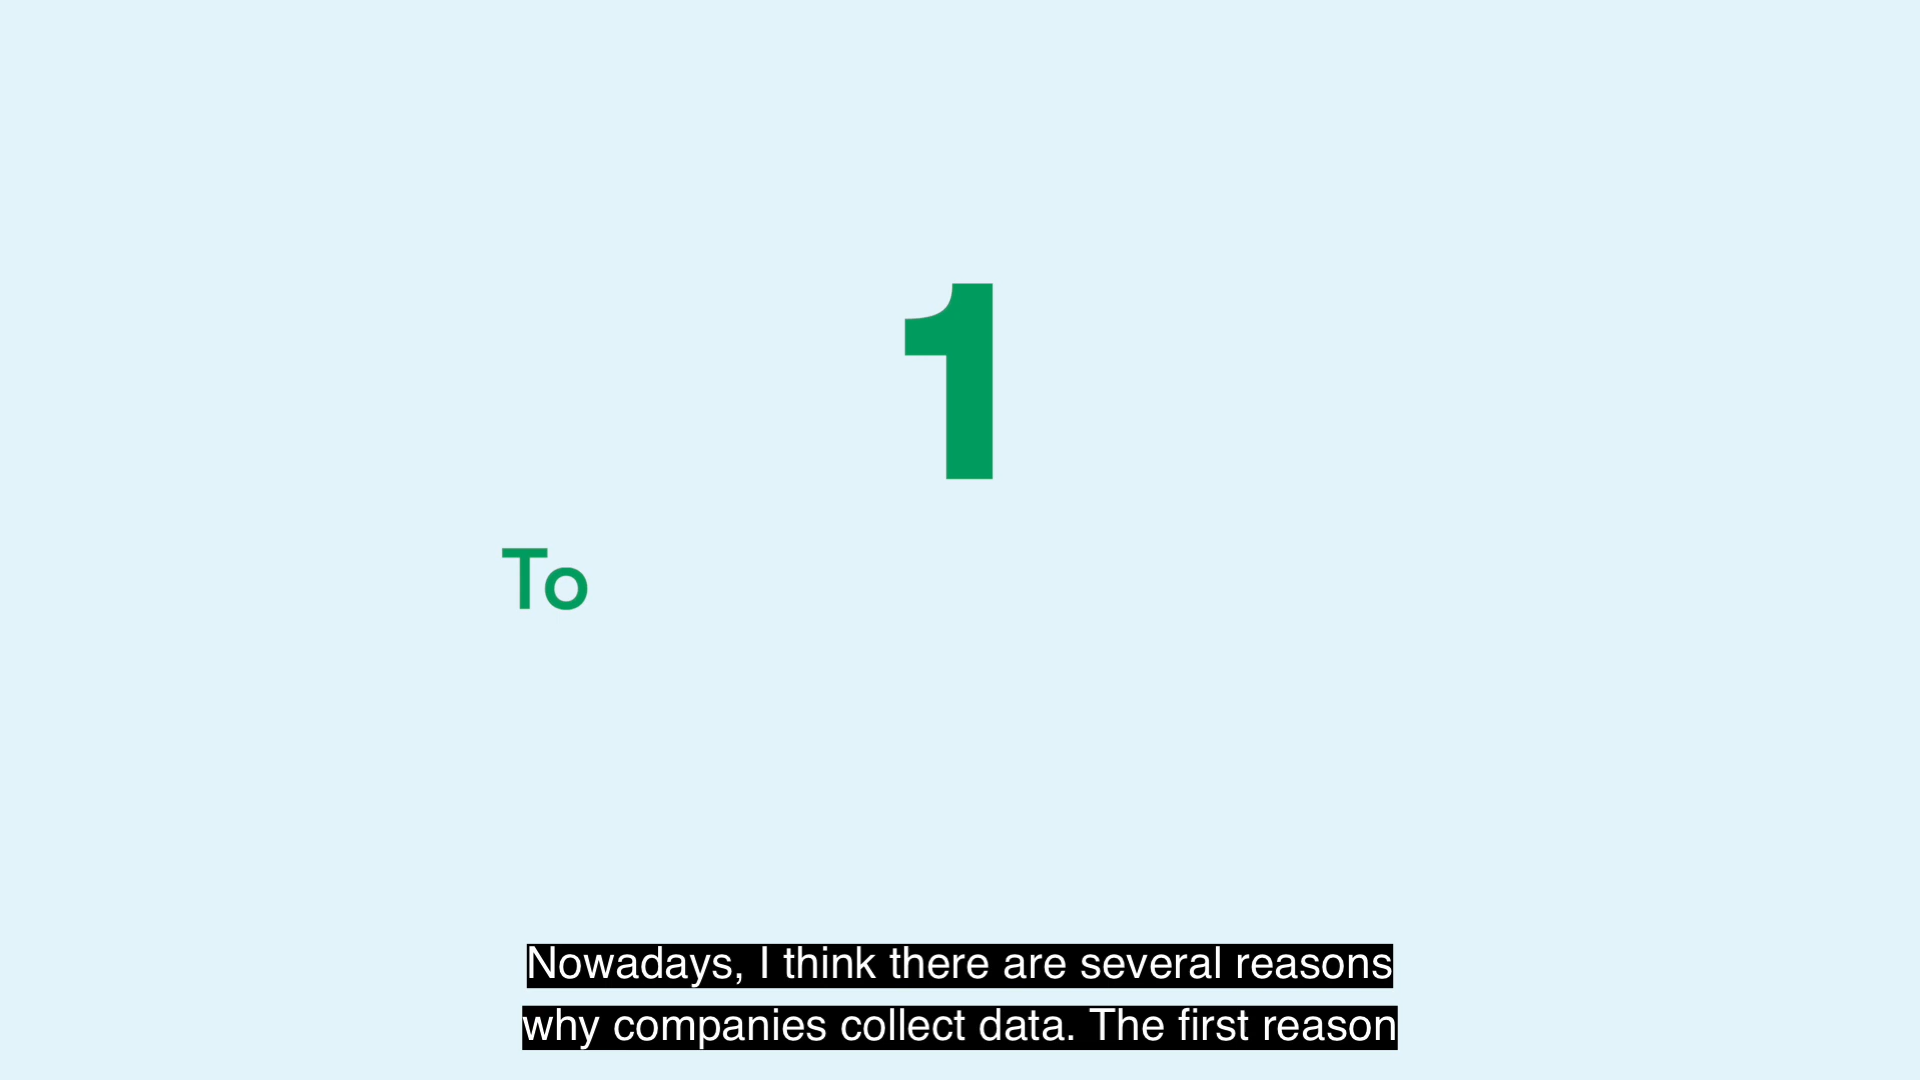 1
To
Nowadays, I think there are several reasons
why companies collect data. The first reason